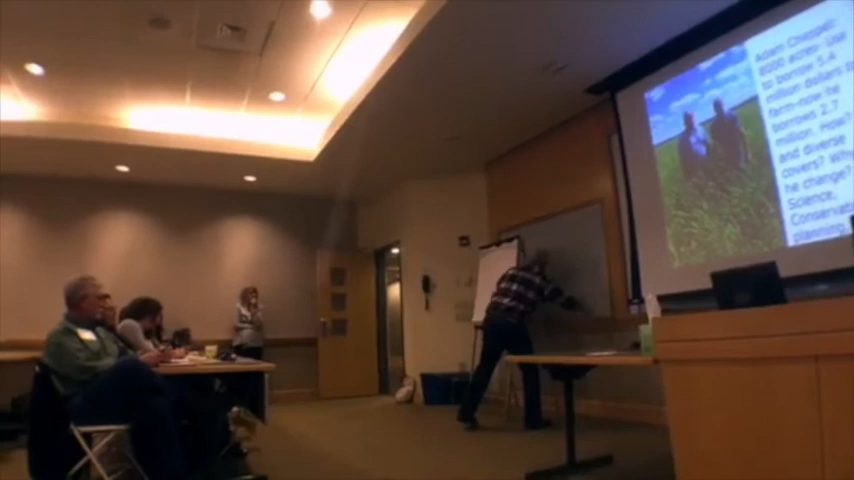 Adam Chappell:
8000 acres- use
to borrow 5.4
million dollars to
farm-now he
borrows 2.7
million. How?
and diverse
covers? Why
he change?
Science,
Conservat
planning